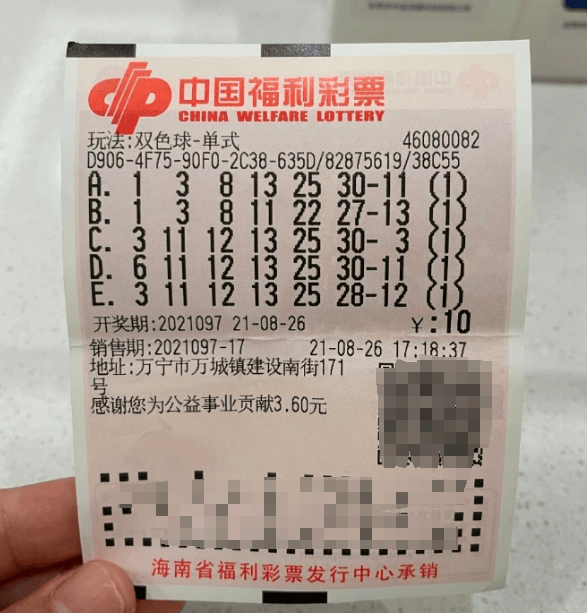 中国福利彩票
CHINA WELFARE LOTTERY
玩法:双色球-单式 46080082
D906-4F75-90F0-2C38-635D/82875619/38C55
A. 1 3 8 13 25 30-11 (1)
B. 1 3 8 11 22 27-13 (1)
C. 3 11 12 13 25 30- 3 (1)
D. 6 11 12 13 25 30-11 (1)
E. 3 11 12 13 25 28-12 (1)
开奖期:2021097 21-08-26 ¥:10
销售期:2021097-17 21-08-26 17:18:37
地址:万宁市万城镇建设南街171
号
感谢您为公益事业贡献3.60元
海南省福利彩票发行中心承销